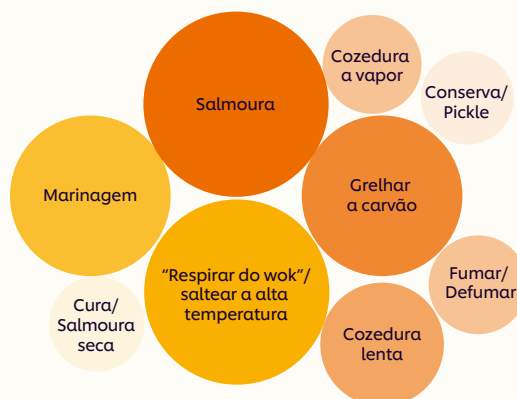 Cozedura
a vapor
Salmoura
Conserva/
Pickle
Marinagem
Grelhar
a carvão
“Respirar do wok”/
saltear a alta
temperatura
Fumar/
Defumar
Cura/
Salmoura
seca
Cozedura
lenta